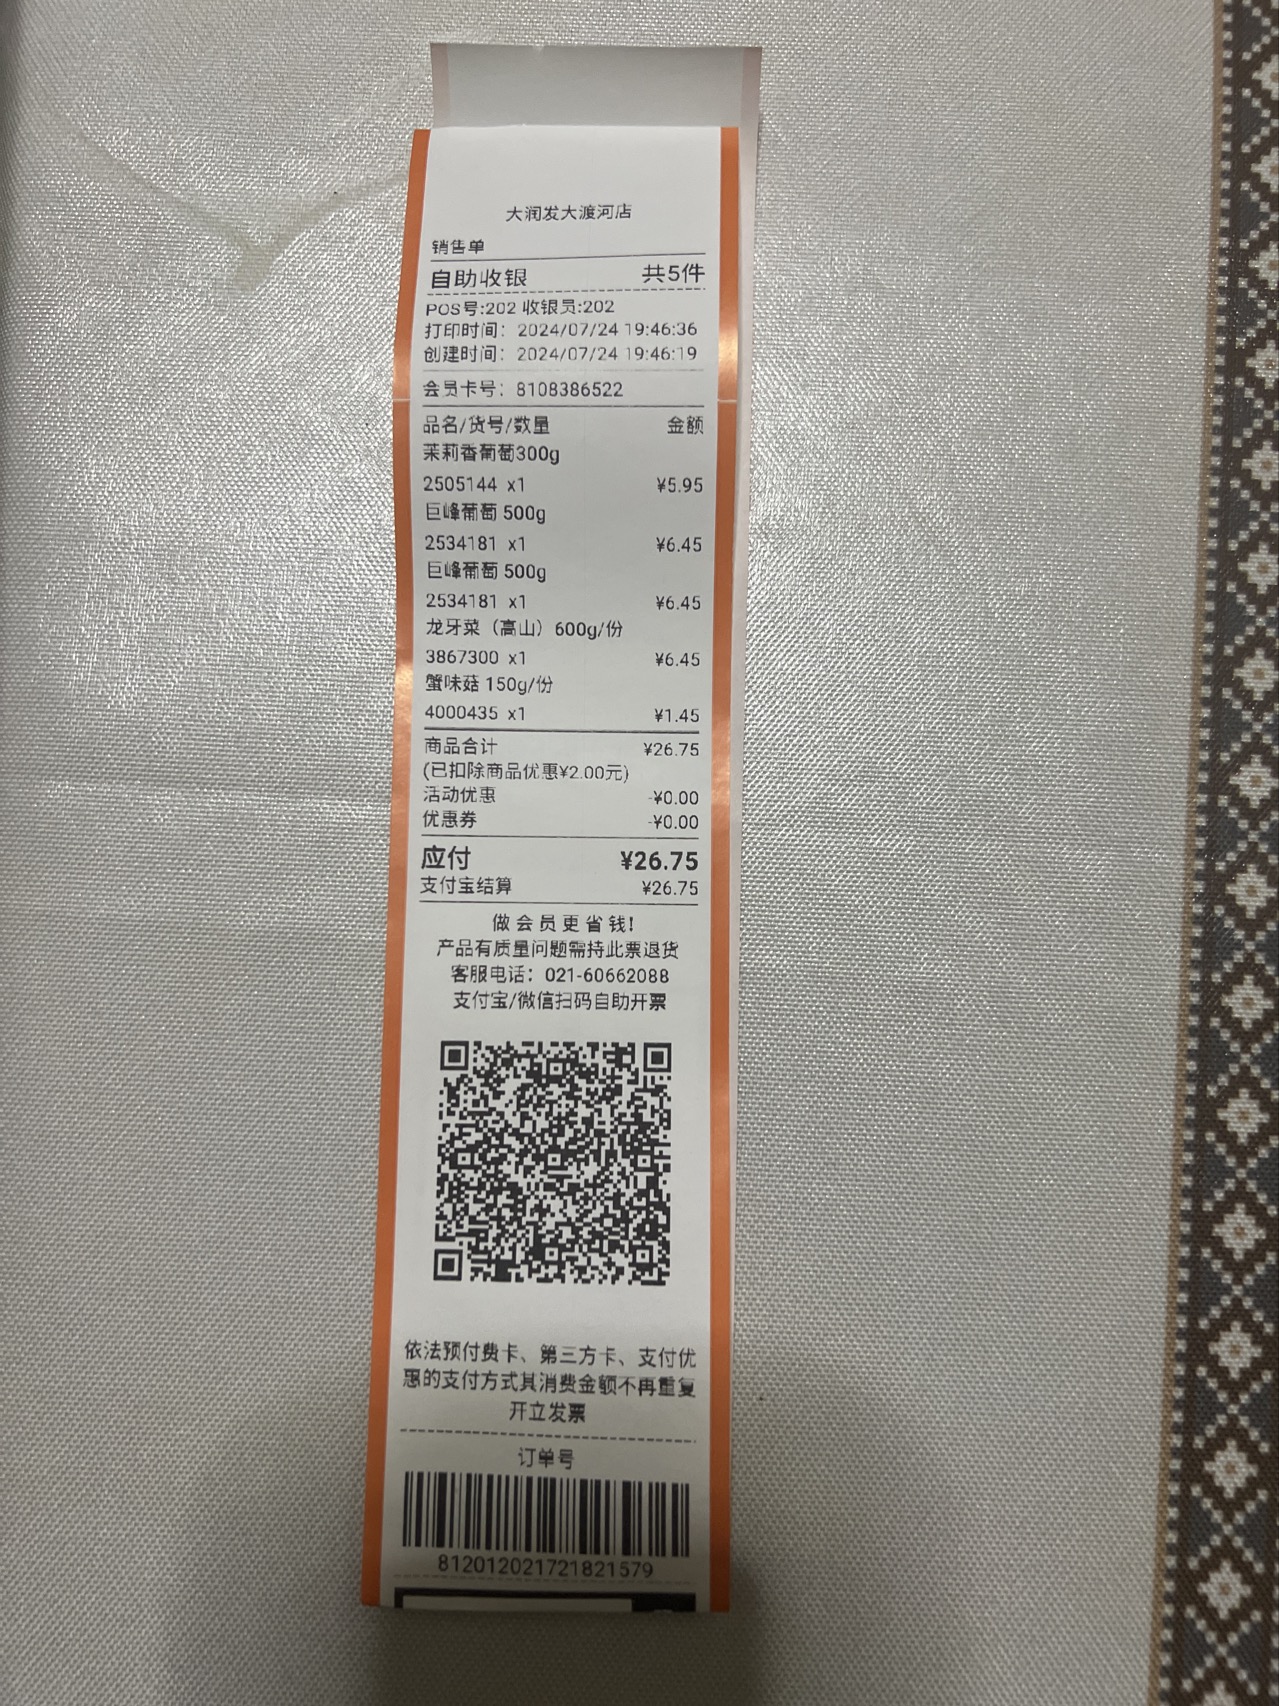 大润发大渡河店
销售单
自助收银 共5件
POS号:202 收银员:202
打印时间：2024/07/24 19:46:36
创建时间：2024/07/24 19:46:19
会员卡号：8108386522
品名/货号/数量 金额
茉莉香葡萄300g
2505144 x1 ¥5.95
巨峰葡萄 500g
2534181 x1 ¥6.45
巨峰葡萄 500g
2534181 x1 ¥6.45
龙牙菜（高山）600g/份
3867300 x1 ¥6.45
蟹味菇 150g/份
4000435 x1 ¥1.45
商品合计 ¥26.75
(已扣除商品优惠¥2.00元)
活动优惠 -¥0.00
优惠券 -¥0.00
应付 ¥26.75
支付宝结算 ¥26.75
做会员更省钱!
产品有质量问题需持此票退货
客服电话：021-60662088
支付宝/微信扫码自助开票
依法预付费卡、第三方卡、支付优
惠的支付方式其消费金额不再重复
开立发票
订单号
812012021721821579